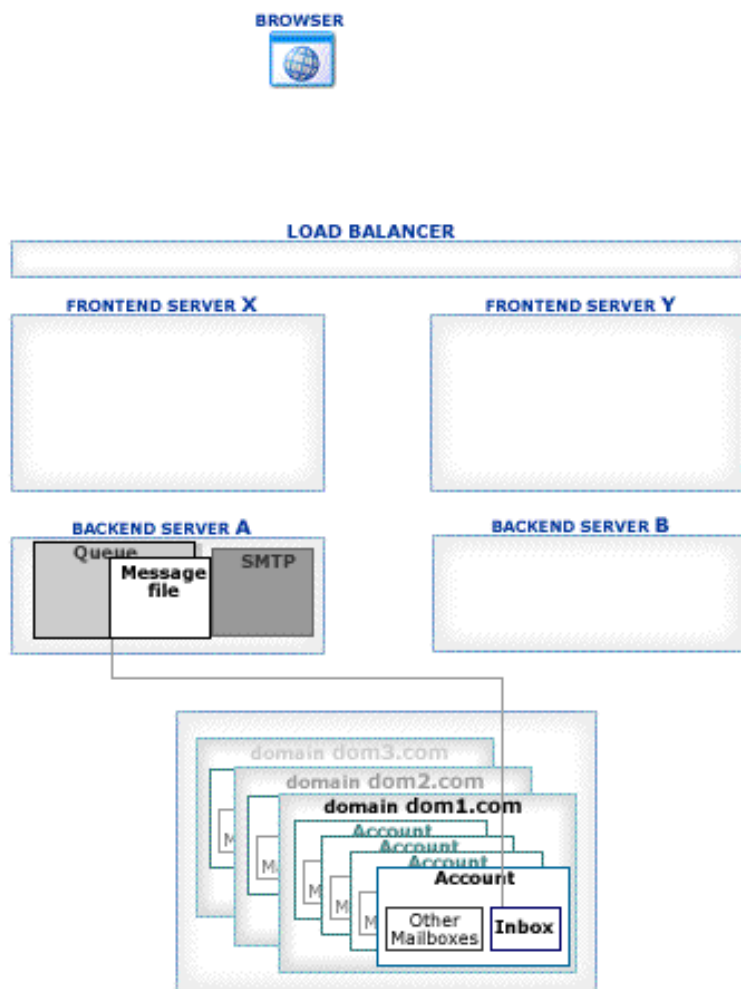 BROWSER
LOAD BALANCER
FRONTEND SERVER X
FRONTEND SERVER Y
BACKEND SERVER A
BACKEND SERVER B
Queue
Message
file
SMTP
domain dom3.com
domain dom2.com
domain dom1.com
Account
Account
Account
Account
Other
Mailboxes
Inbox